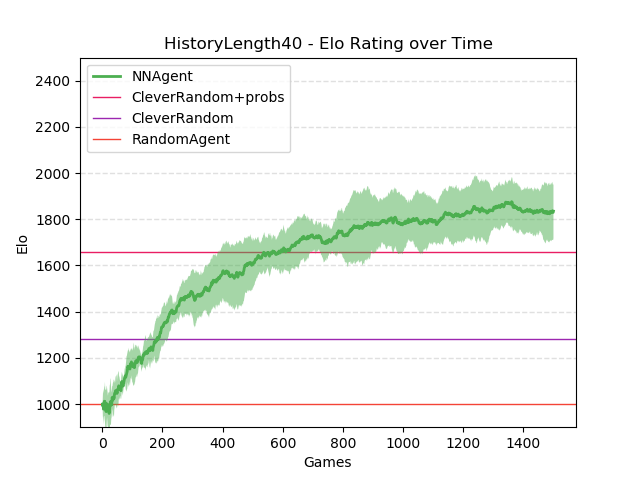 HistoryLength40 - Elo Rating over Time
NNAgent
CleverRandom+probs
CleverRandom
RandomAgent
Elo
2400
2200
2000
1800
1600
1400
1200
1000
0 200 400 600 800 1000 1200 1400
Games